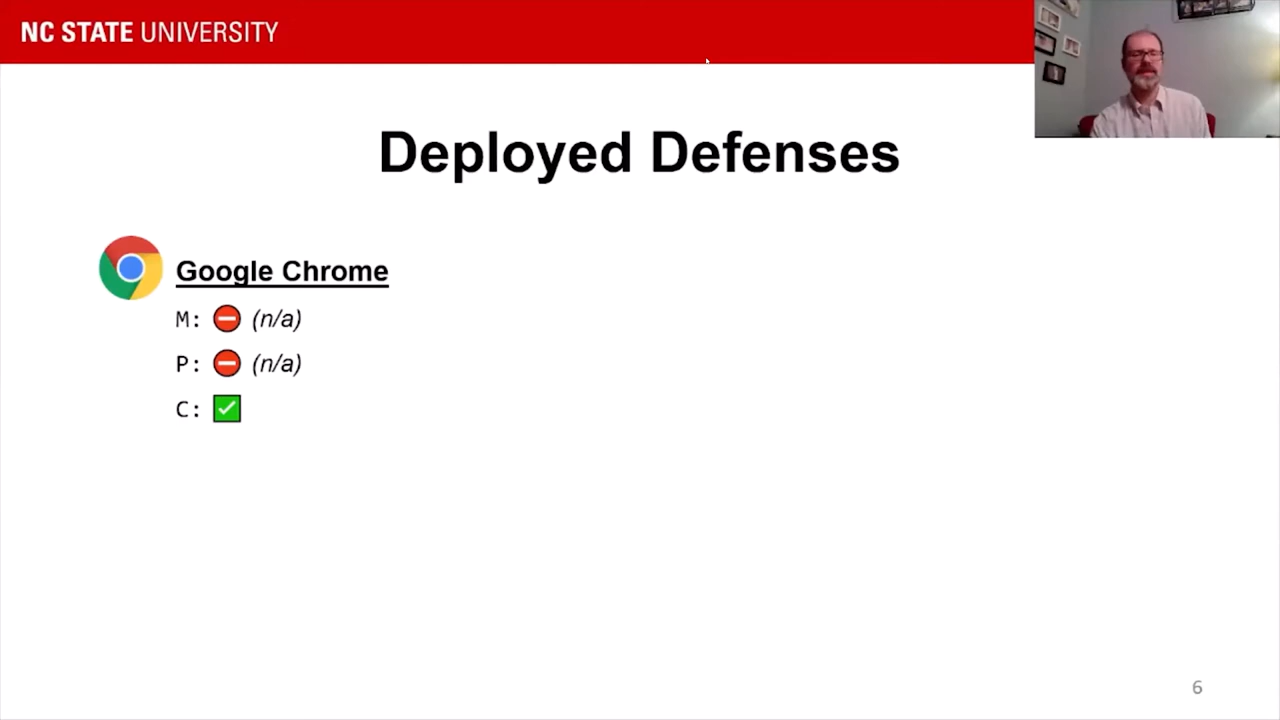 NC STATE UNIVERSITY
Deployed Defenses
Google Chrome
M: (n/a)
P: (n/a)
C:
6